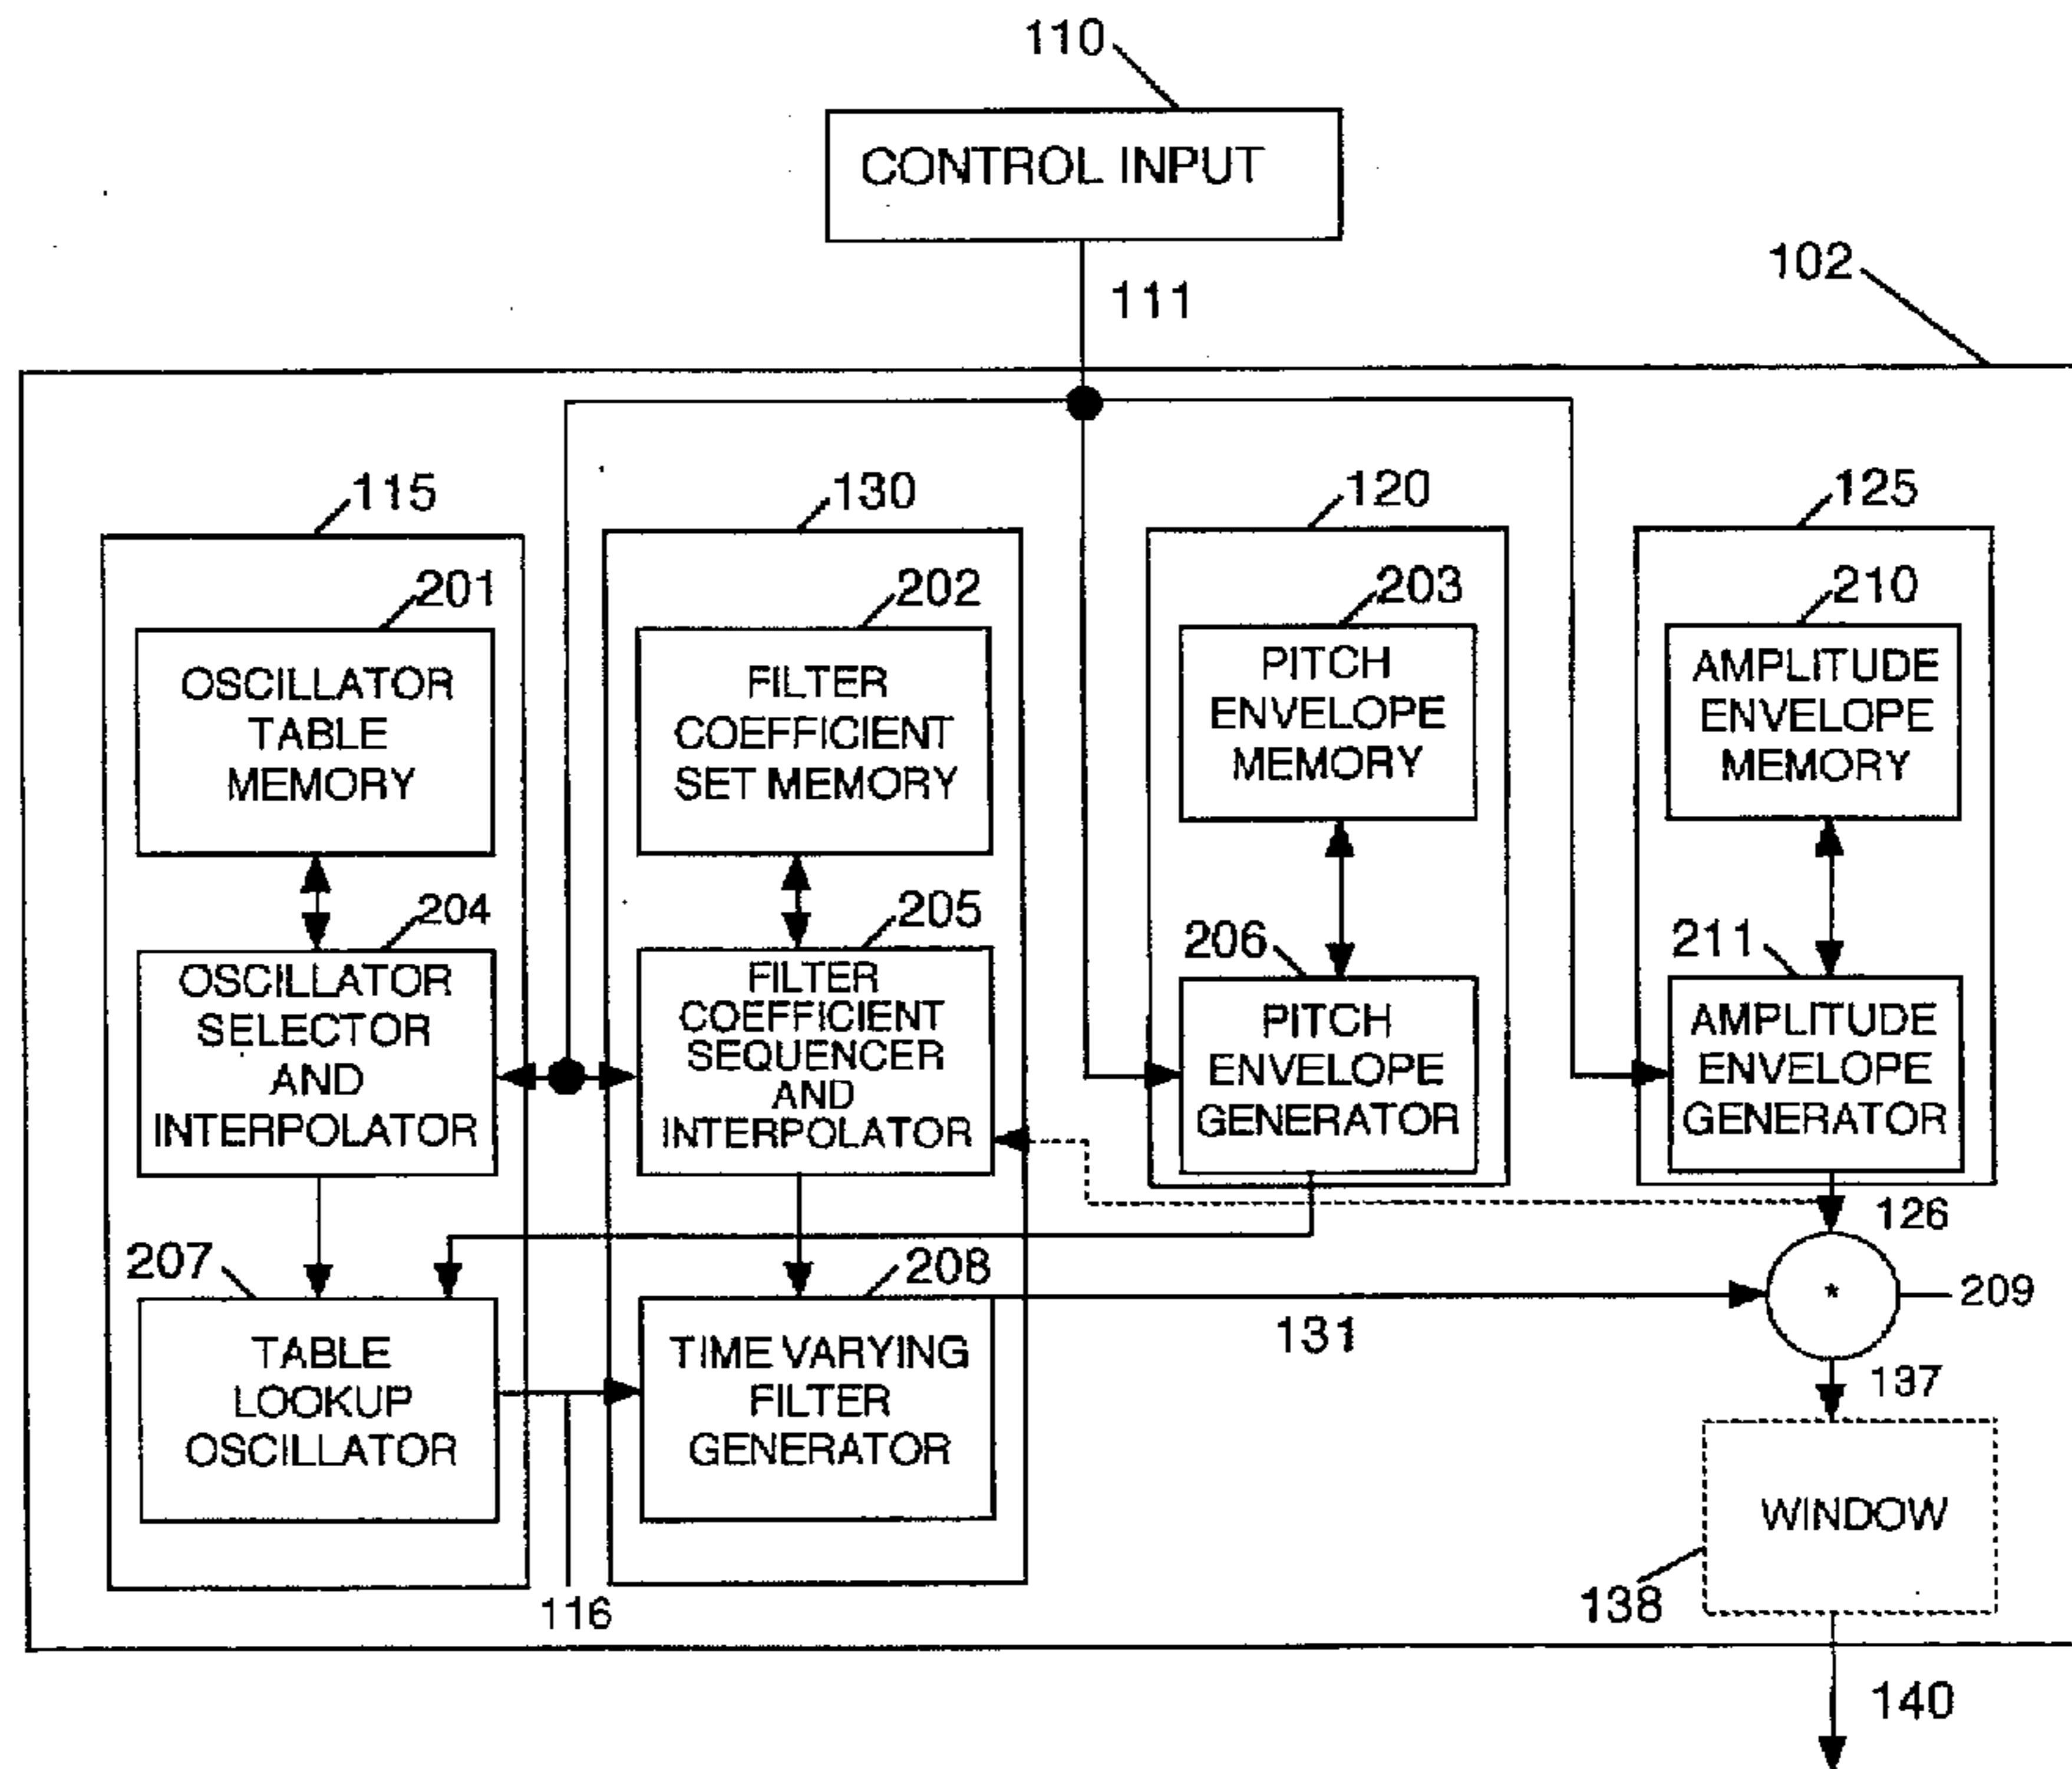 110
CONTROL INPUT
111
102
115
130
120
125
201
OSCILLATOR
TABLE
MEMORY
202
FILTER
COEFFICIENT
SET MEMORY
203
PITCH
ENVELOPE
MEMORY
210
AMPLITUDE
ENVELOPE
MEMORY
204
OSCILLATOR
SELECTOR
AND
INTERPOLATOR
205
FILTER
COEFFICIENT
SEQUENCER
AND
INTERPOLATOR
206
PITCH
ENVELOPE
GENERATOR
211
AMPLITUDE
ENVELOPE
GENERATOR
126
207
TABLE
LOOKUP
OSCILLATOR
208
TIME VARYING
FILTER
GENERATOR
131
*
209
137
WINDOW
138
116
140